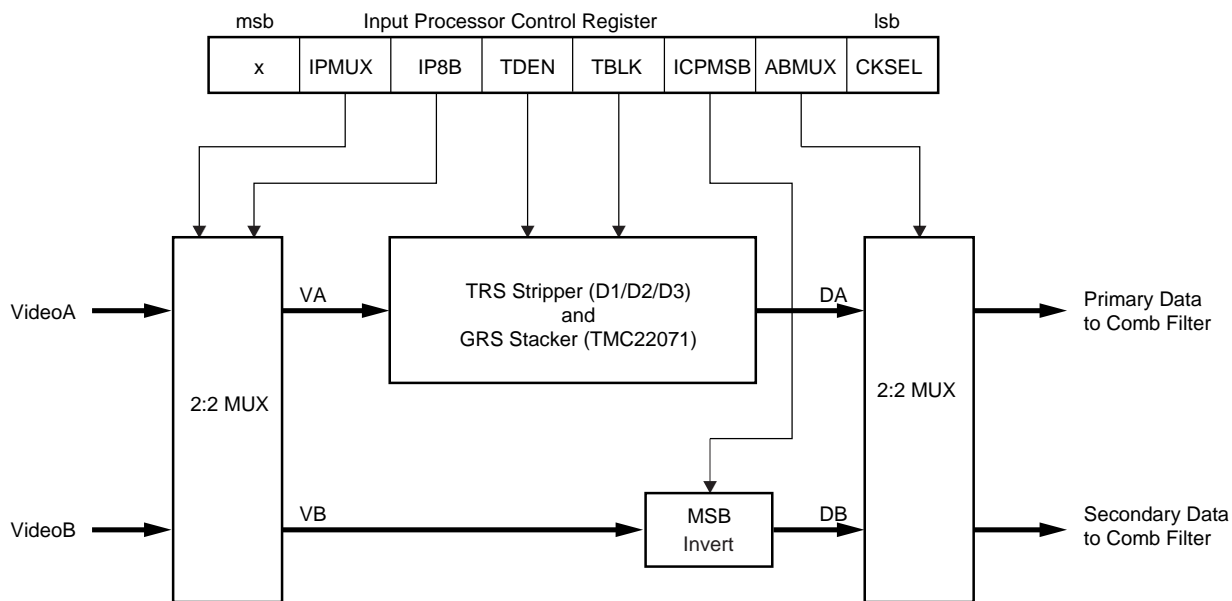 msb Input Processor Control Register lsb
x IPMUX IP8B TDEN TBLK ICPMSB ABMUX CKSEL
VideoA
VA
TRS Stripper (D1/D2/D3)
and
GRS Stacker (TMC22071)
DA
Primary Data
to Comb Filter
2:2 MUX
2:2 MUX
VideoB
VB
MSB
Invert
DB
Secondary Data
to Comb Filter